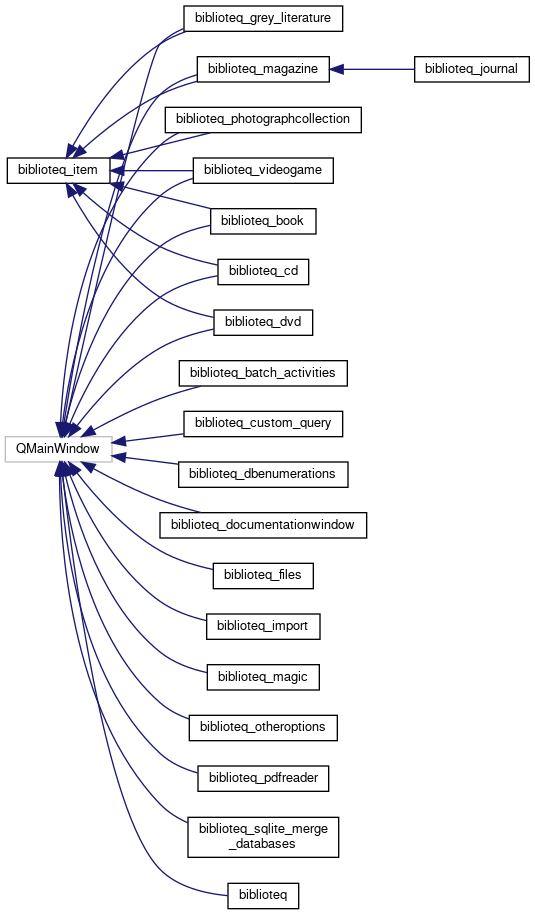 biblioteq_grey_literature
biblioteq_magazine
biblioteq_journal
biblioteq_photographcollection
biblioteq_item
biblioteq_videogame
biblioteq_book
biblioteq_cd
biblioteq_dvd
biblioteq_batch_activities
biblioteq_custom_query
QMainWindow
biblioteq_dbenumerations
biblioteq_documentationwindow
biblioteq_files
biblioteq_import
biblioteq_magic
biblioteq_otheroptions
biblioteq_pdfreader
biblioteq_sqlite_merge
_databases
biblioteq